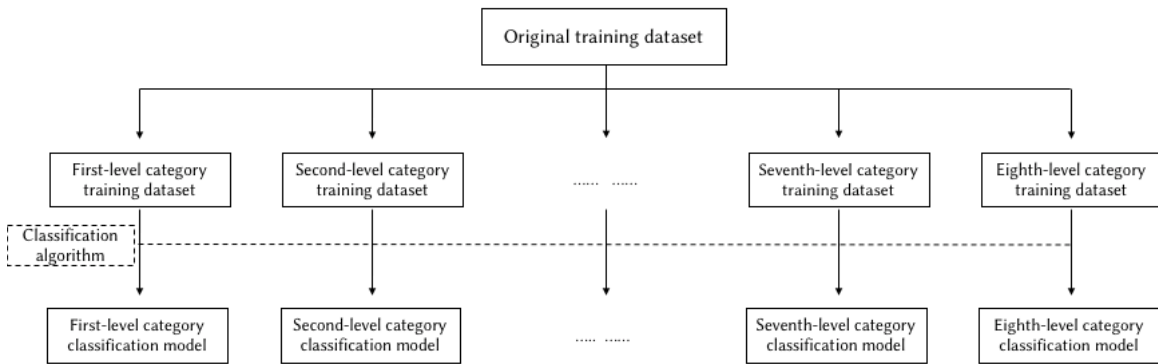 Original training dataset
First-level category
training dataset
Second-level category
training dataset
...... ......
Seventh-level category
training dataset
Eighth-level category
training dataset
Classification
algorithm
First-level category
classification model
Second-level category
classification model
..... ......
Seventh-level category
classification model
Eighth-level category
classification model